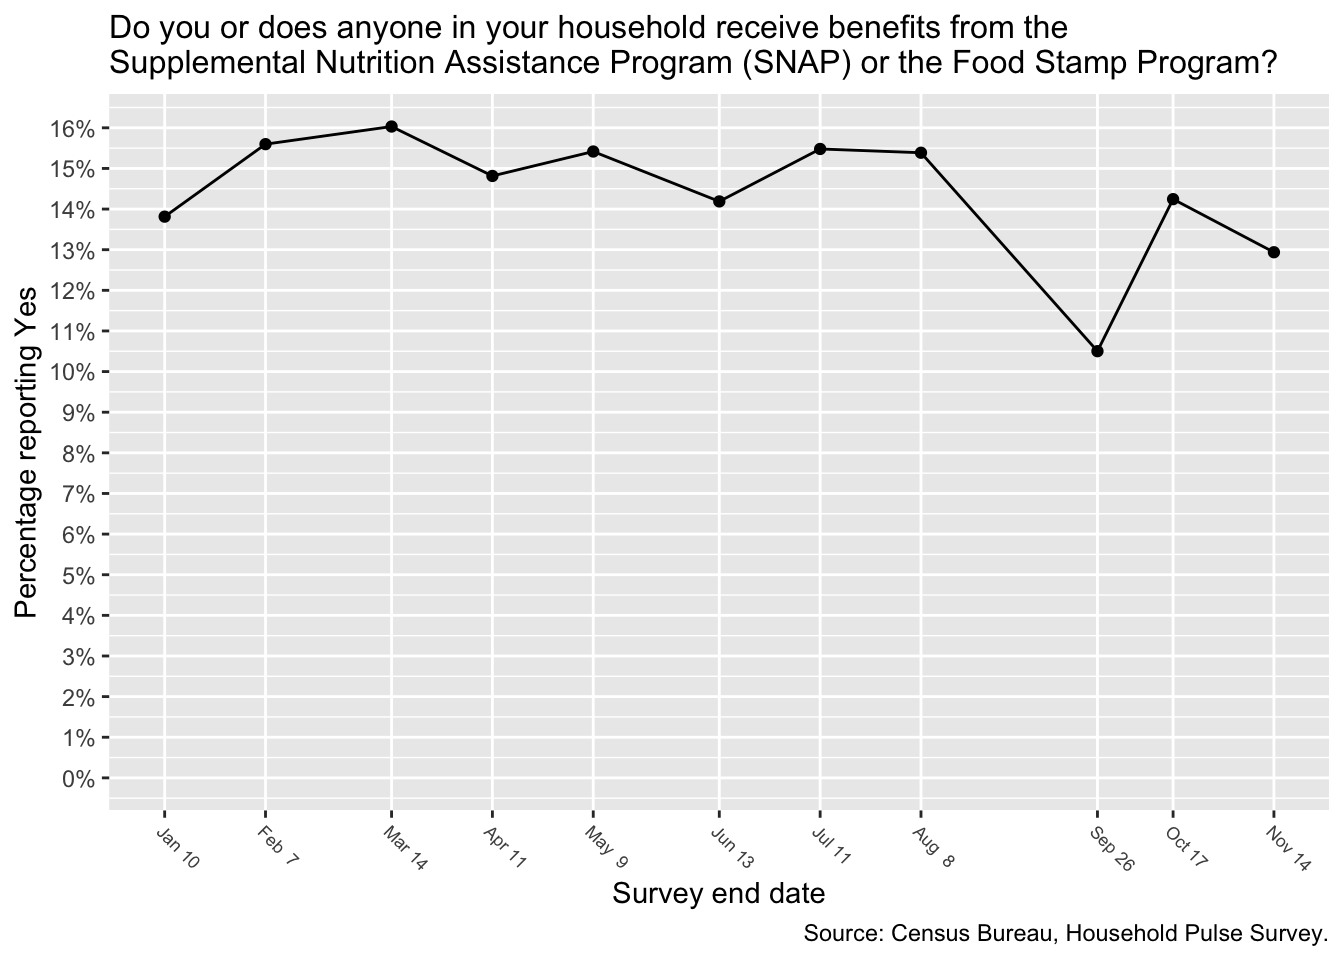 Do you or does anyone in your household receive benefits from the
Supplemental Nutrition Assistance Program (SNAP) or the Food Stamp Program?
Percentage reporting Yes
16%
15%
14%
13%
12%
11%
10%
9%
8%
7%
6%
5%
4%
3%
2%
1%
0%
Jan 10
Feb 7
Mar 14
Apr 11
May 9
Jun 13
Jul 11
Aug 8
Sep 26
Oct 17
Nov 14
Survey end date
Source: Census Bureau, Household Pulse Survey.